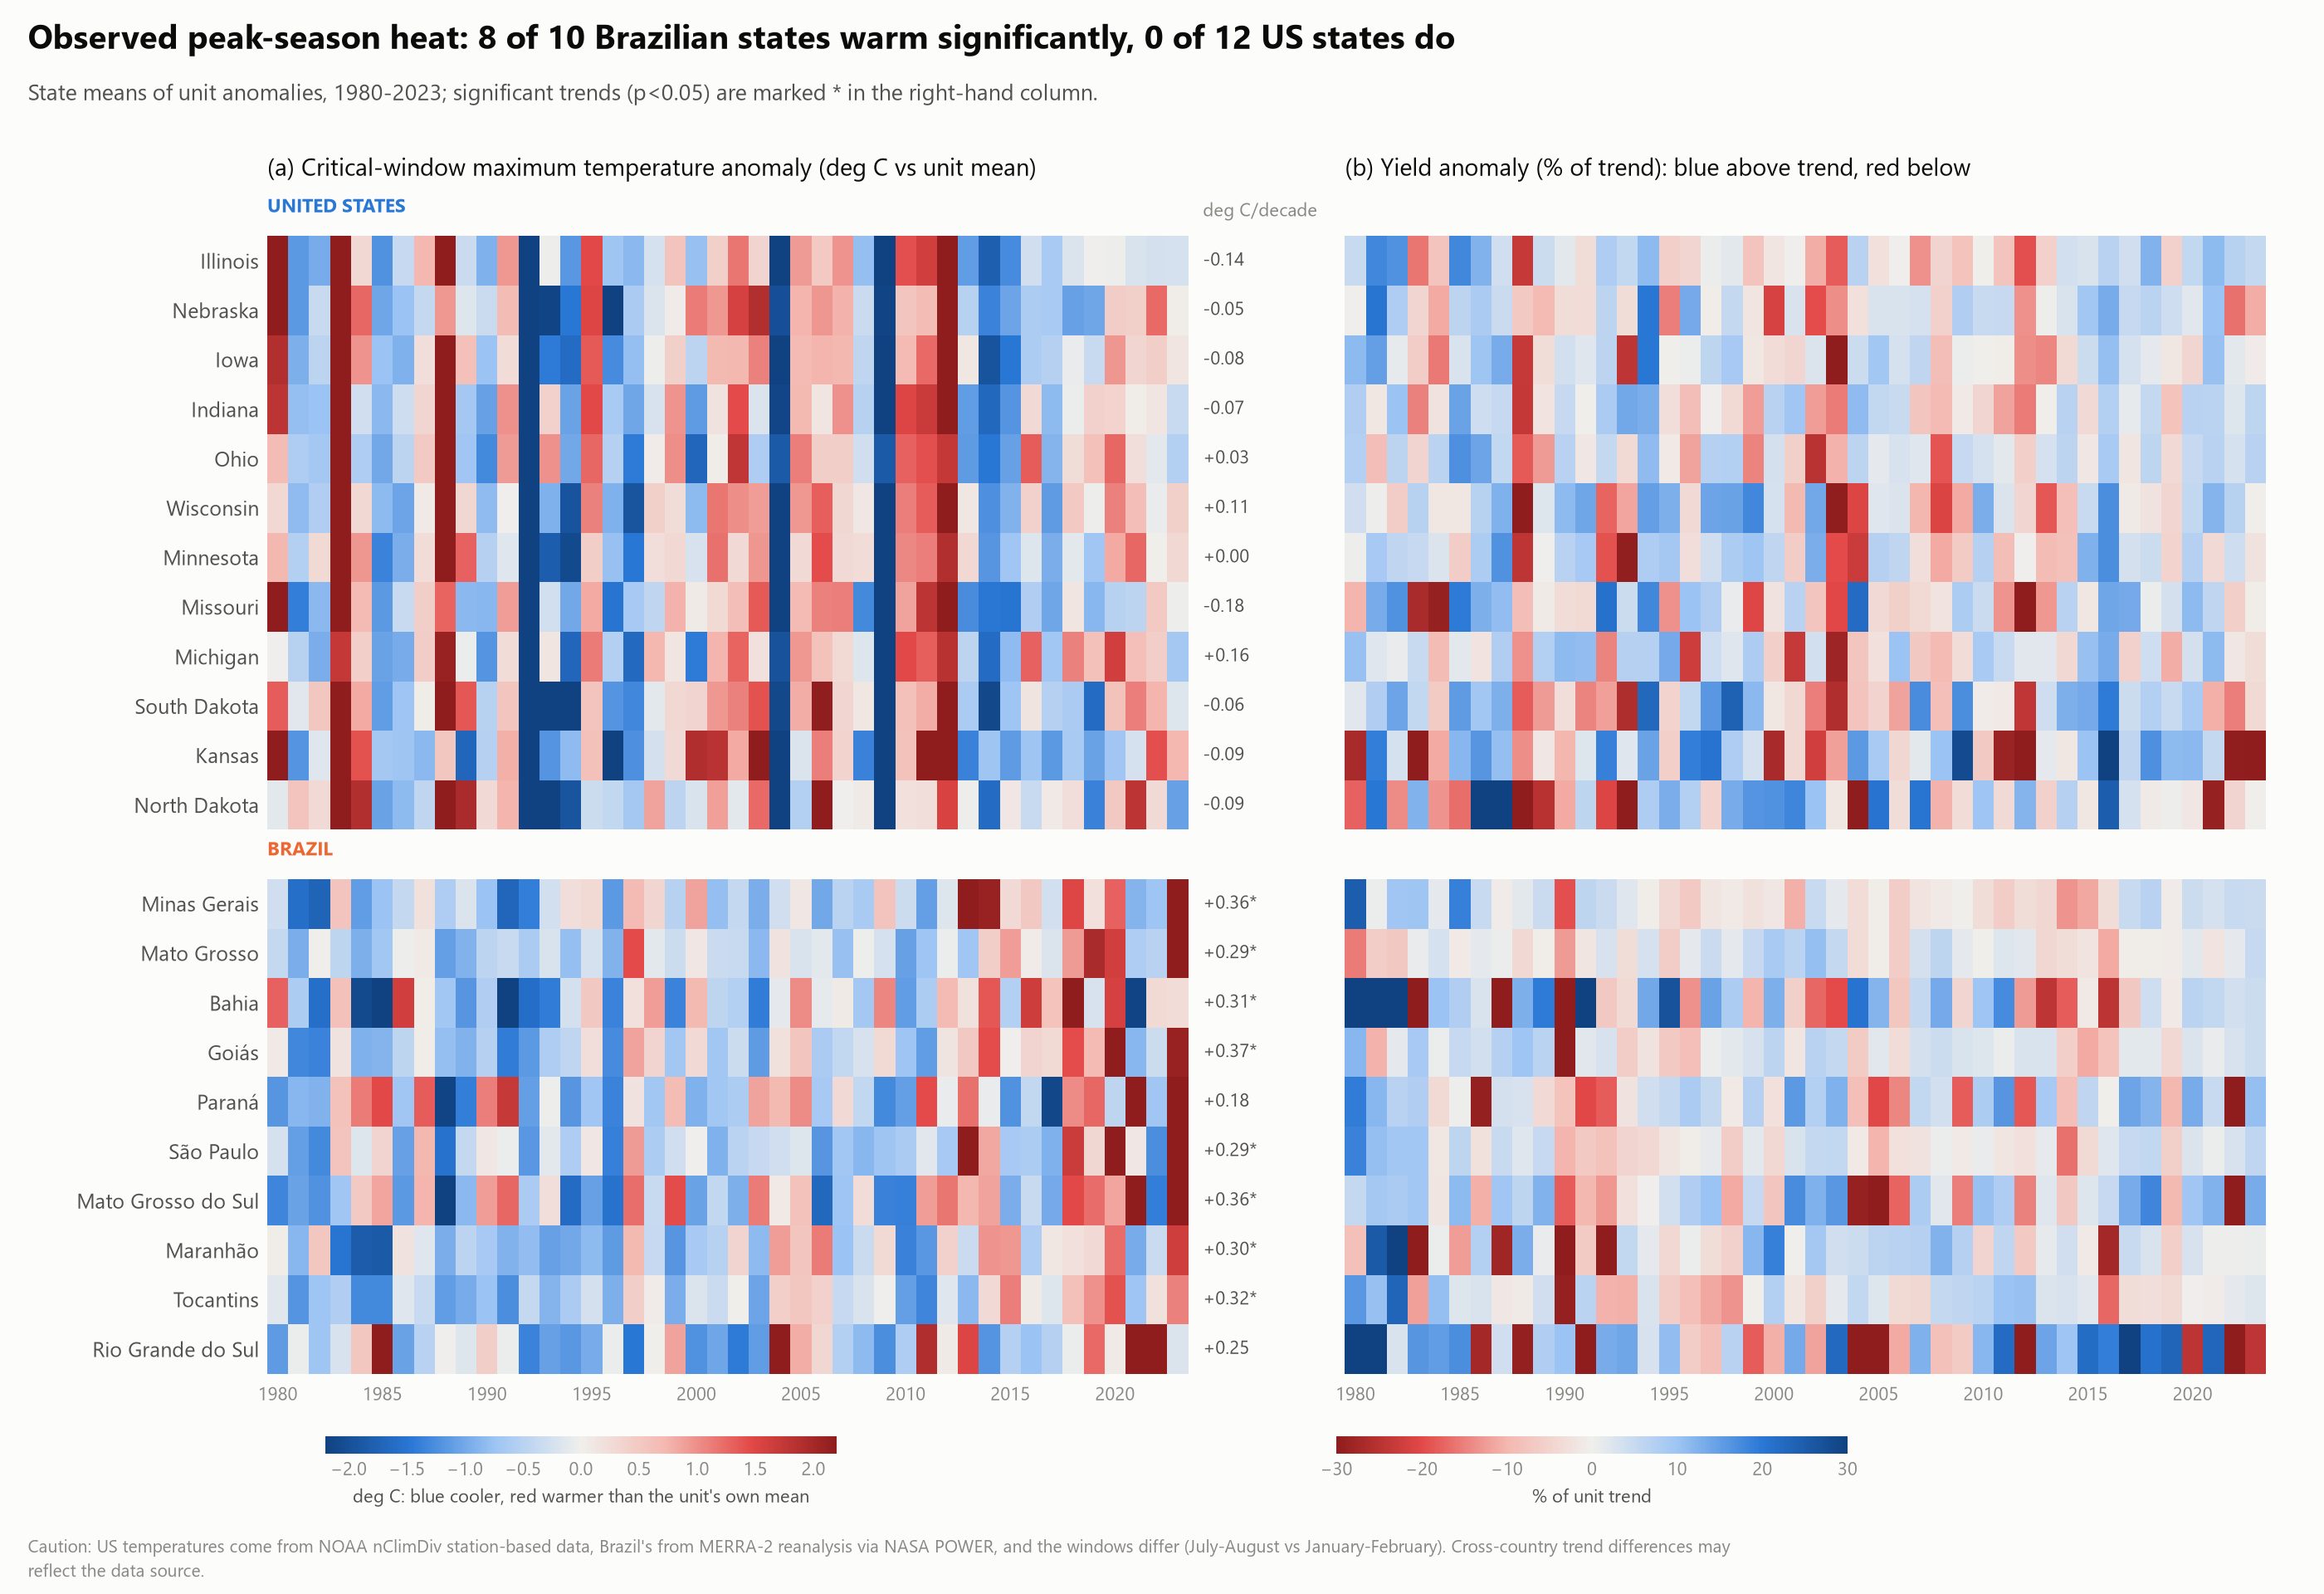 Observed peak-season heat: 8 of 10 Brazilian states warm significantly, 0 of 12 US states do
State means of unit anomalies, 1980-2023; significant trends (p<0.05) are marked * in the right-hand column.
(a) Critical-window maximum temperature anomaly (deg C vs unit mean)
(b) Yield anomaly (% of trend): blue above trend, red below
UNITED STATES
deg C/decade
Illinois -0.14
Nebraska -0.05
Iowa -0.08
Indiana -0.07
Ohio +0.03
Wisconsin +0.11
Minnesota +0.00
Missouri -0.18
Michigan +0.16
South Dakota -0.06
Kansas -0.09
North Dakota -0.09
BRAZIL
Minas Gerais +0.36*
Mato Grosso +0.29*
Bahia +0.31*
Goiás +0.37*
Paraná +0.18
São Paulo +0.29*
Mato Grosso do Sul +0.36*
Maranhão +0.30*
Tocantins +0.32*
Rio Grande do Sul +0.25
1980 1985 1990 1995 2000 2005 2010 2015 2020
1980 1985 1990 1995 2000 2005 2010 2015 2020
−2.0 −1.5 −1.0 −0.5 0.0 0.5 1.0 1.5 2.0
deg C: blue cooler, red warmer than the unit's own mean
−30 −20 −10 0 10 20 30
% of unit trend
Caution: US temperatures come from NOAA nClimDiv station-based data, Brazil's from MERRA-2 reanalysis via NASA POWER, and the windows differ (July-August vs January-February). Cross-country trend differences may
reflect the data source.